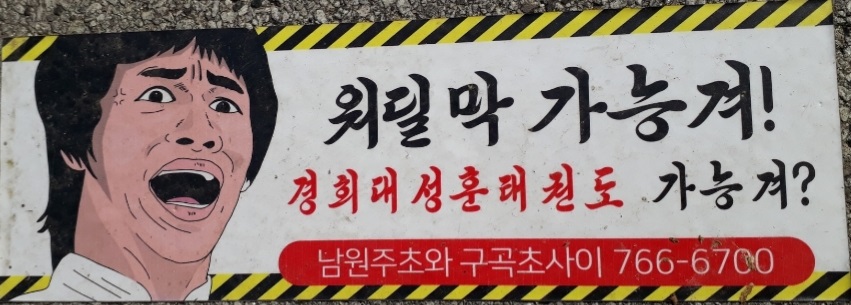 워딜 막 가능겨!
경희대성훈태권도 가능겨?
남원주초와 구곡초사이 766-6700